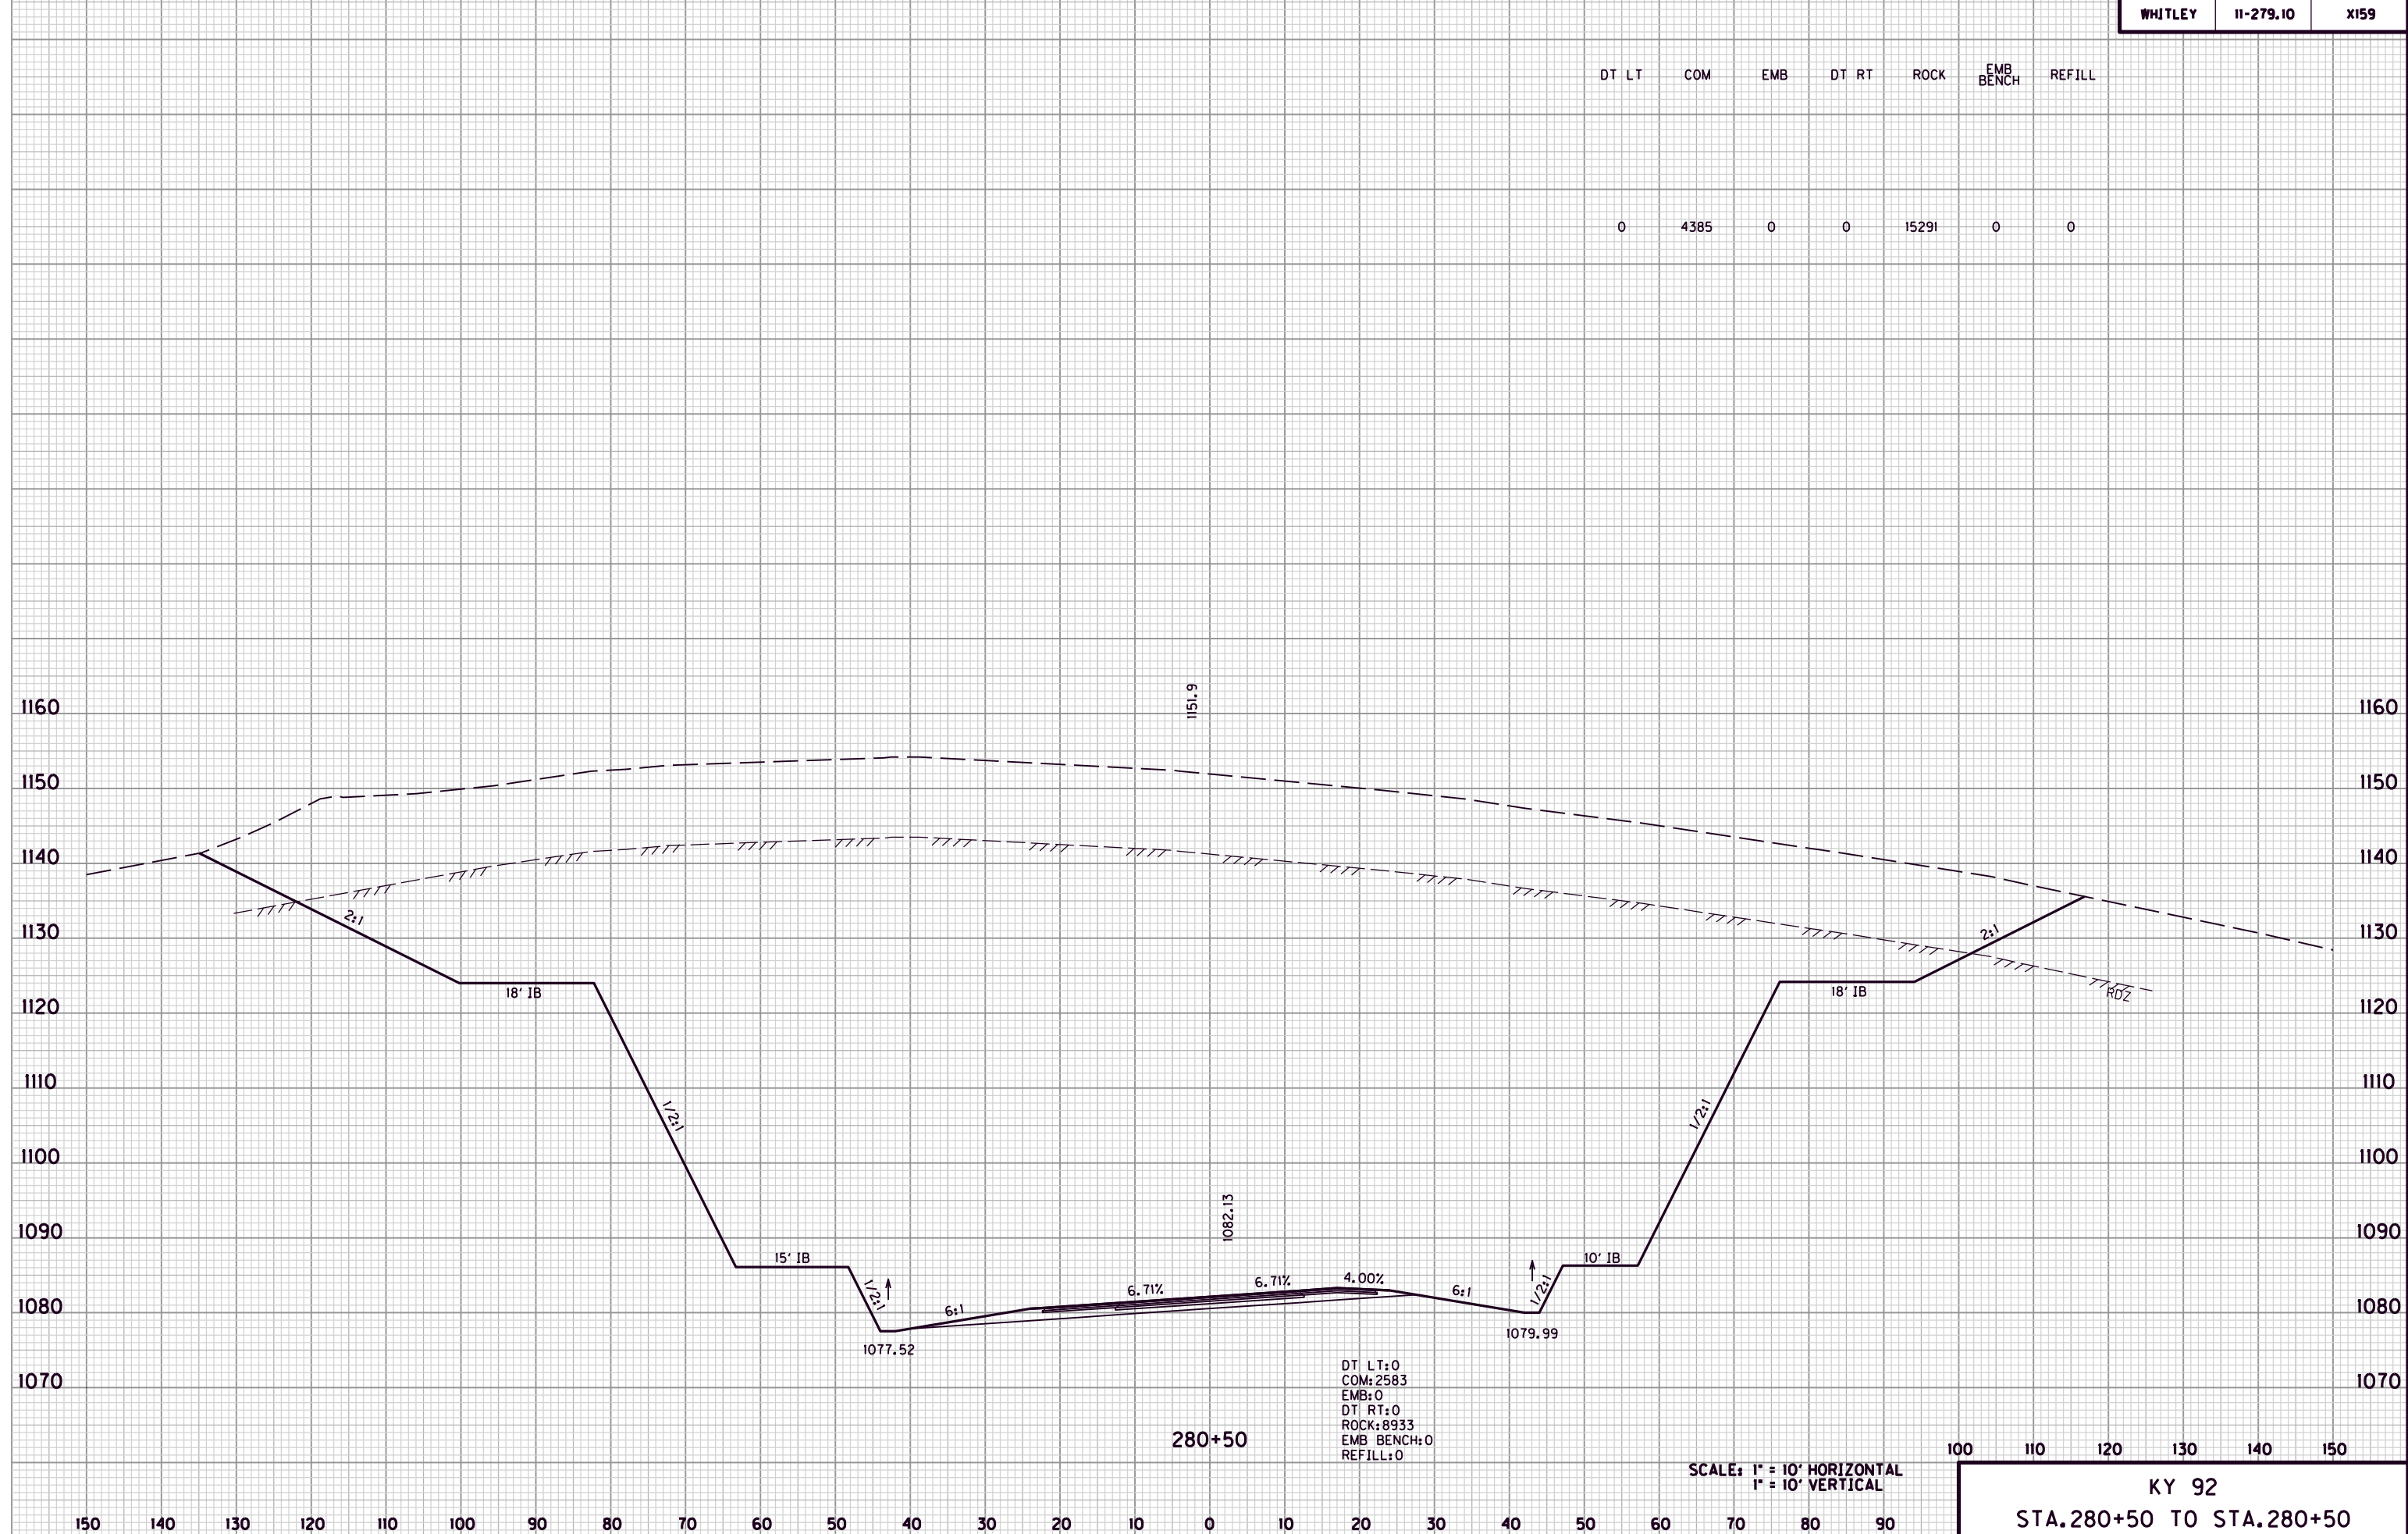 WHITLEY 11-279.10 X159
DT LT COM EMB DT RT ROCK EMB BENCH REFILL
0 4385 0 0 15291 0 0
1151.9
1160 1160
1150 1150
1140 1140
2:1
1130 2:1 1130
18' IB 18' IB
RDZ
1120 1120
1110 1110
1/2:1 1/2:1
1100 1100
1082.13
1090 1090
15' IB 10' IB
1/2:1 6:1 6.71% 6.71% 4.00% 6:1 1/2:1
1080 1080
1077.52 1079.99
1070 1070
DT LT:0
COM:2583
EMB:0
DT RT:0
ROCK:8933
EMB BENCH:0
REFILL:0
280+50
100 110 120 130 140 150
SCALE: 1" = 10' HORIZONTAL
1" = 10' VERTICAL
KY 92
STA.280+50 TO STA.280+50
150 140 130 120 110 100 90 80 70 60 50 40 30 20 10 0 10 20 30 40 50 60 70 80 90